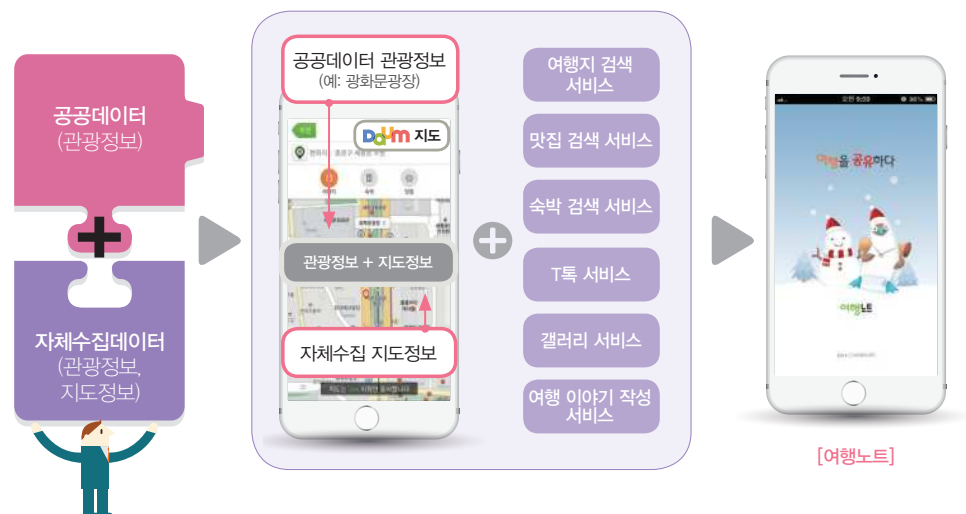 공공데이터
(관광정보)
자체수집데이터
(관광정보,
지도정보)
공공데이터 관광정보
(예: 광화문광장)
Daum 지도
관광정보 + 지도정보
자체수집 지도정보
여행지 검색
서비스
맛집 검색 서비스
숙박 검색 서비스
T톡 서비스
갤러리 서비스
여행 이야기 작성
서비스
여행을 공유하다
여행노트
[여행노트]